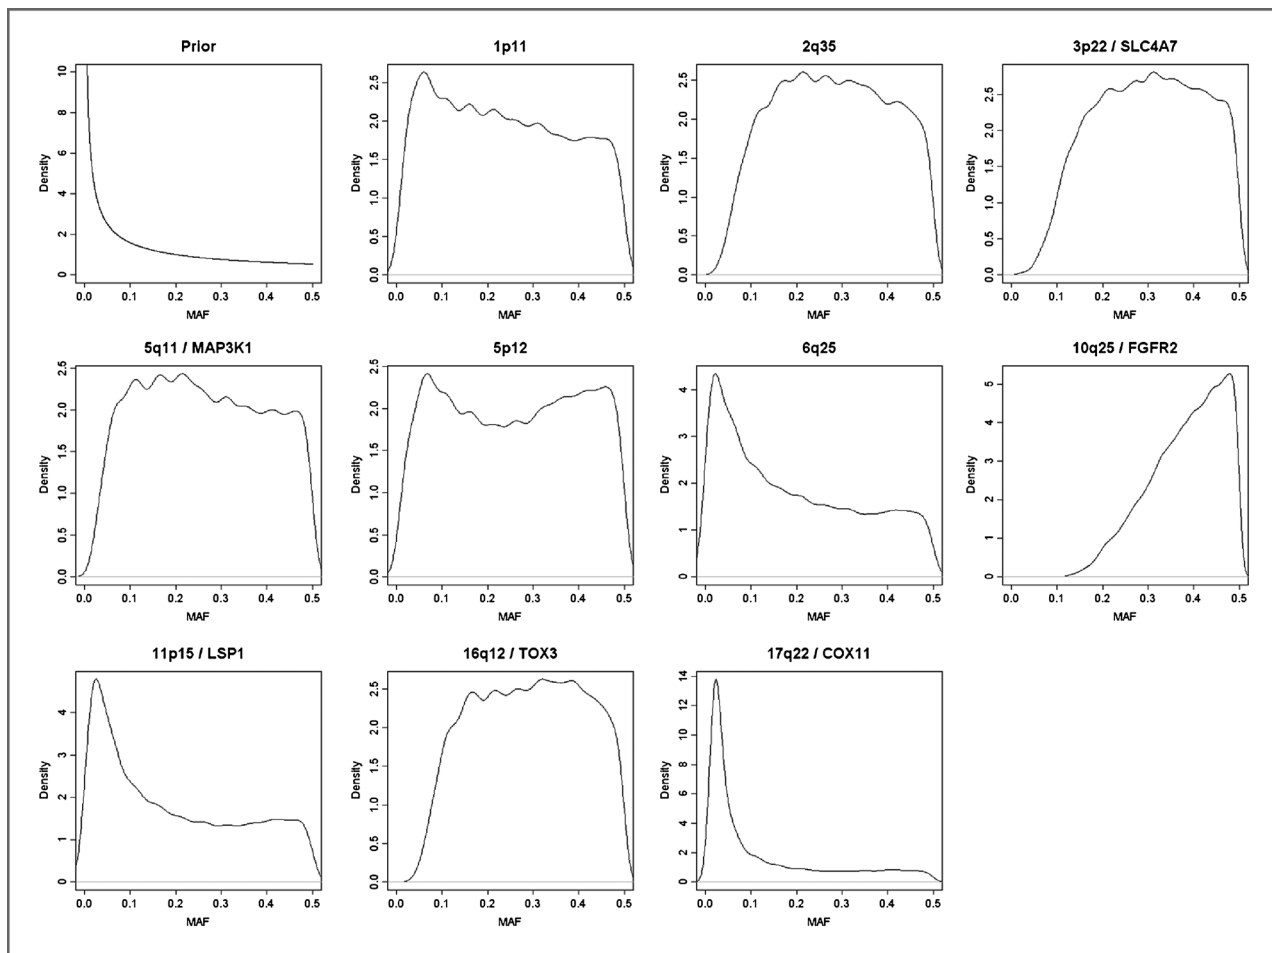 Prior
10
8
6
4
2
0
Density
0.0 0.1 0.2 0.3 0.4 0.5
MAF
1p11
2.5
2.0
1.5
1.0
0.5
0.0
Density
0.0 0.1 0.2 0.3 0.4 0.5
MAF
2q35
2.5
2.0
1.5
1.0
0.5
0.0
Density
0.0 0.1 0.2 0.3 0.4 0.5
MAF
3p22 / SLC4A7
2.5
2.0
1.5
1.0
0.5
0.0
Density
0.0 0.1 0.2 0.3 0.4 0.5
MAF
5q11 / MAP3K1
2.5
2.0
1.5
1.0
0.5
0.0
Density
0.0 0.1 0.2 0.3 0.4 0.5
MAF
5p12
2.5
2.0
1.5
1.0
0.5
0.0
Density
0.0 0.1 0.2 0.3 0.4 0.5
MAF
6q25
4
3
2
1
0
Density
0.0 0.1 0.2 0.3 0.4 0.5
MAF
10q25 / FGFR2
5
4
3
2
1
0
Density
0.0 0.1 0.2 0.3 0.4 0.5
MAF
11p15 / LSP1
4
3
2
1
0
Density
0.0 0.1 0.2 0.3 0.4 0.5
MAF
16q12 / TOX3
2.5
2.0
1.5
1.0
0.5
0.0
Density
0.0 0.1 0.2 0.3 0.4 0.5
MAF
17q22 / COX11
14
12
10
8
6
4
2
0
Density
0.0 0.1 0.2 0.3 0.4 0.5
MAF